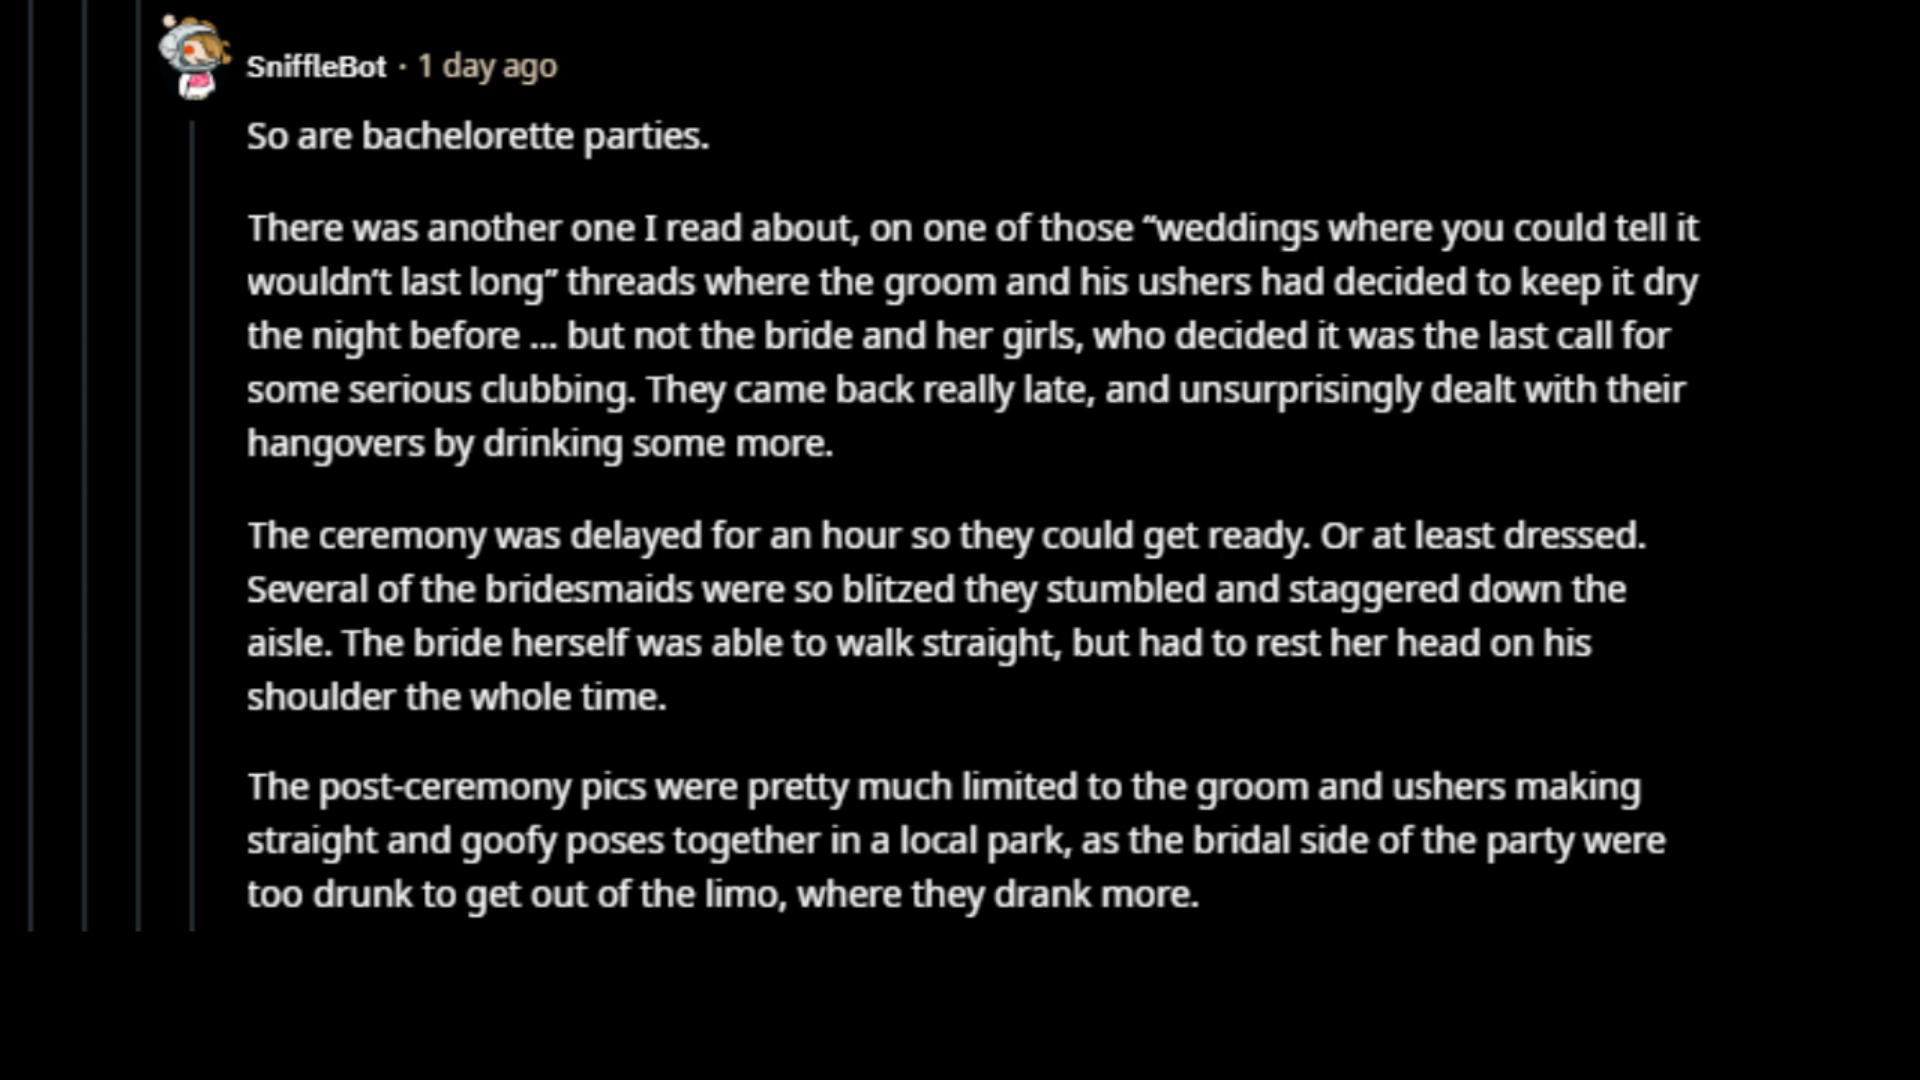 SniffleBot · 1 day ago
So are bachelorette parties.
There was another one I read about, on one of those “weddings where you could tell it
wouldn’t last long” threads where the groom and his ushers had decided to keep it dry
the night before ... but not the bride and her girls, who decided it was the last call for
some serious clubbing. They came back really late, and unsurprisingly dealt with their
hangovers by drinking some more.
The ceremony was delayed for an hour so they could get ready. Or at least dressed.
Several of the bridesmaids were so blitzed they stumbled and staggered down the
aisle. The bride herself was able to walk straight, but had to rest her head on his
shoulder the whole time.
The post-ceremony pics were pretty much limited to the groom and ushers making
straight and goofy poses together in a local park, as the bridal side of the party were
too drunk to get out of the limo, where they drank more.